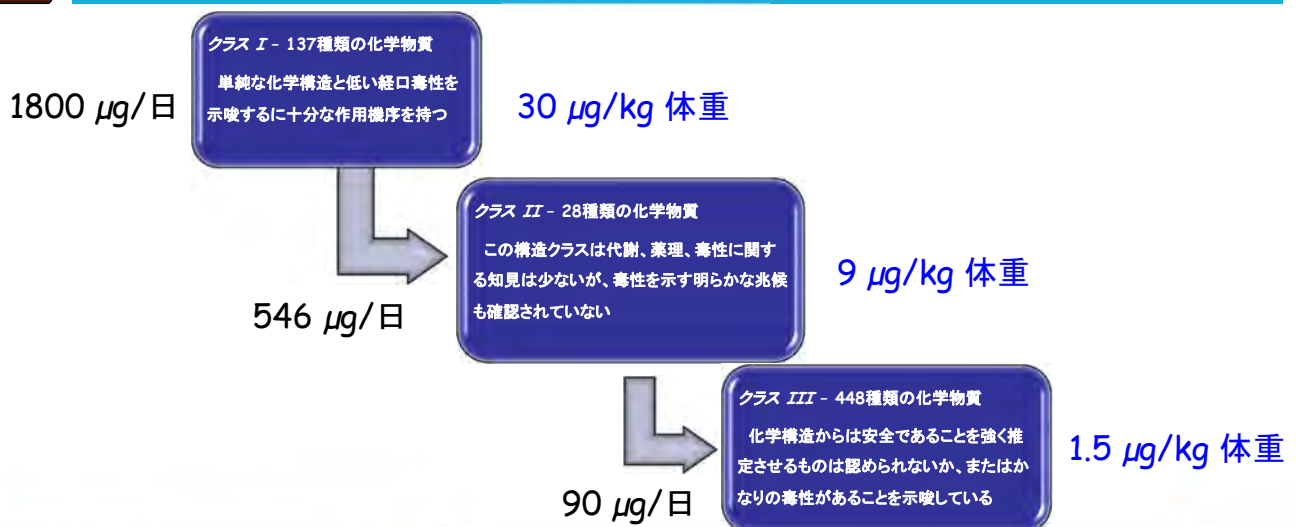 クラス I - 137種類の化学物質
単純な化学構造と低い経口毒性を
示唆するに十分な作用機序を持つ
1800 μg/日
30 μg/kg 体重
クラス II - 28種類の化学物質
この構造クラスは代謝、薬理、毒性に関す
る知見は少ないが、毒性を示す明らかな兆候
も確認されていない
546 μg/日
9 μg/kg 体重
クラス III - 448種類の化学物質
化学構造からは安全であることを強く推
定させるものは認められないか、またはか
なりの毒性があることを示唆している
90 μg/日
1.5 μg/kg 体重